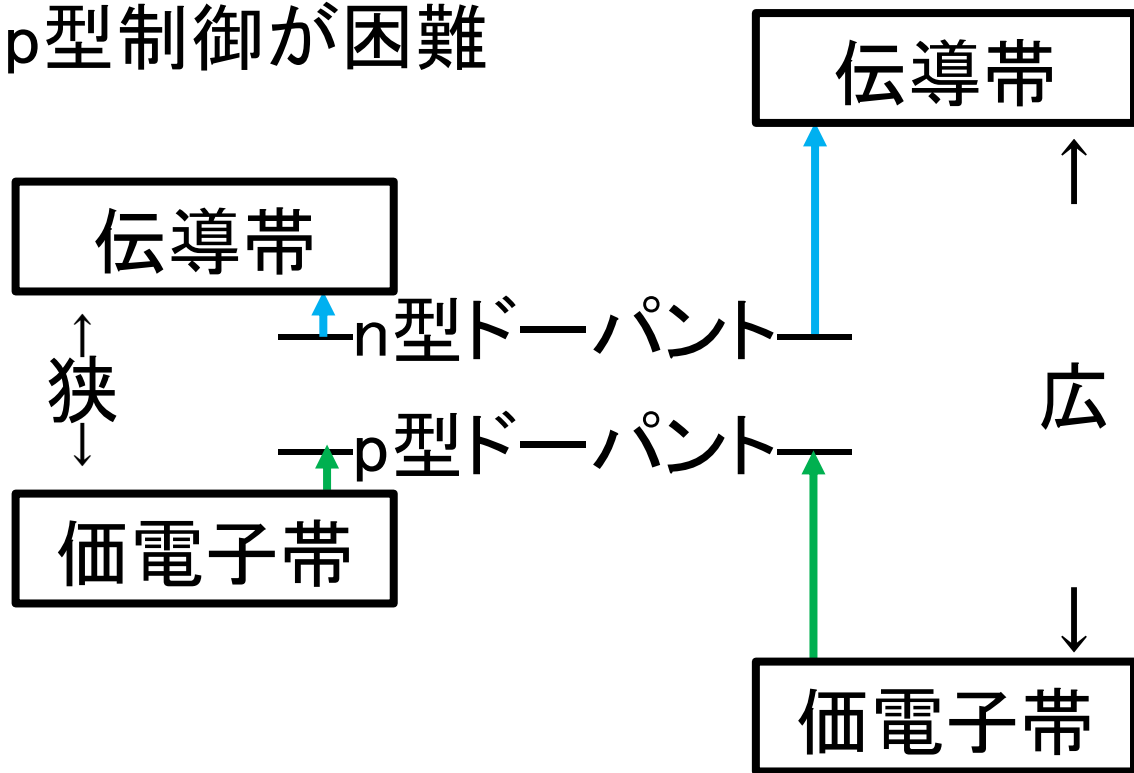 p型制御が困難
伝導帯
伝導帯
n型ドーパント
狭
広
p型ドーパント
価電子帯
価電子帯